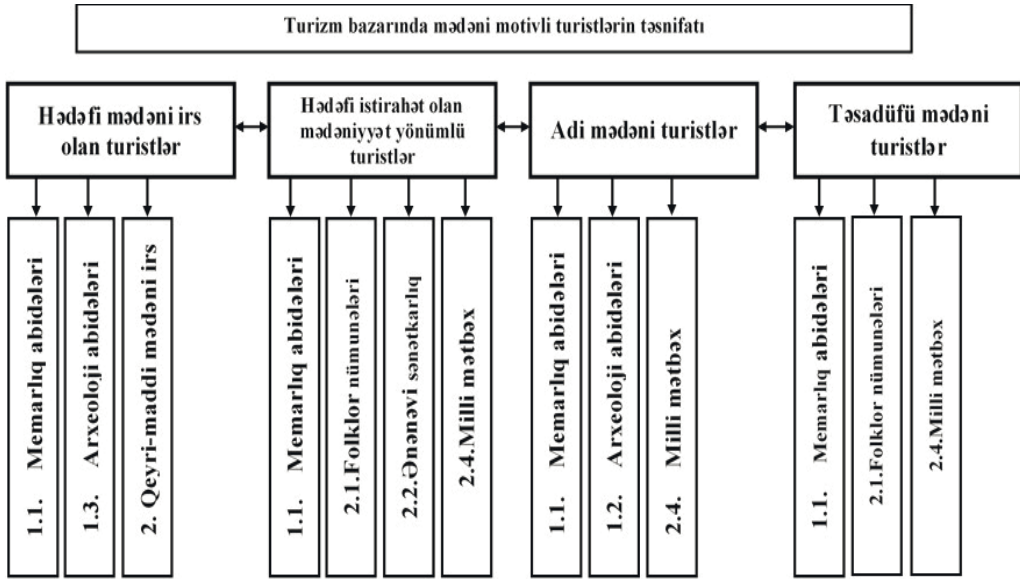 Turizm bazarında mədəni motivli turistlərin təsnifatı
Hədəfi mədəni irs
olan turistlər
Hədəfi istirahət olan
mədəniyyət yönümlü
turistlər
Adi mədəni turistlər
Təsadüfü mədəni
turistlər
1.1. Memarlıq abidələri
1.3. Arxeoloji abidələri
2. Qeyri-maddi mədəni irs
1.1. Memarlıq abidələri
2.1.Folklor nümunələri
2.2.Ənənəvi sənətkarlıq
2.4.Milli mətbəx
1.1. Memarlıq abidələri
1.2. Arxeoloji abidələri
2.4. Milli mətbəx
1.1. Memarlıq abidələri
2.1.Folklor nümunələri
2.4.Milli mətbəx